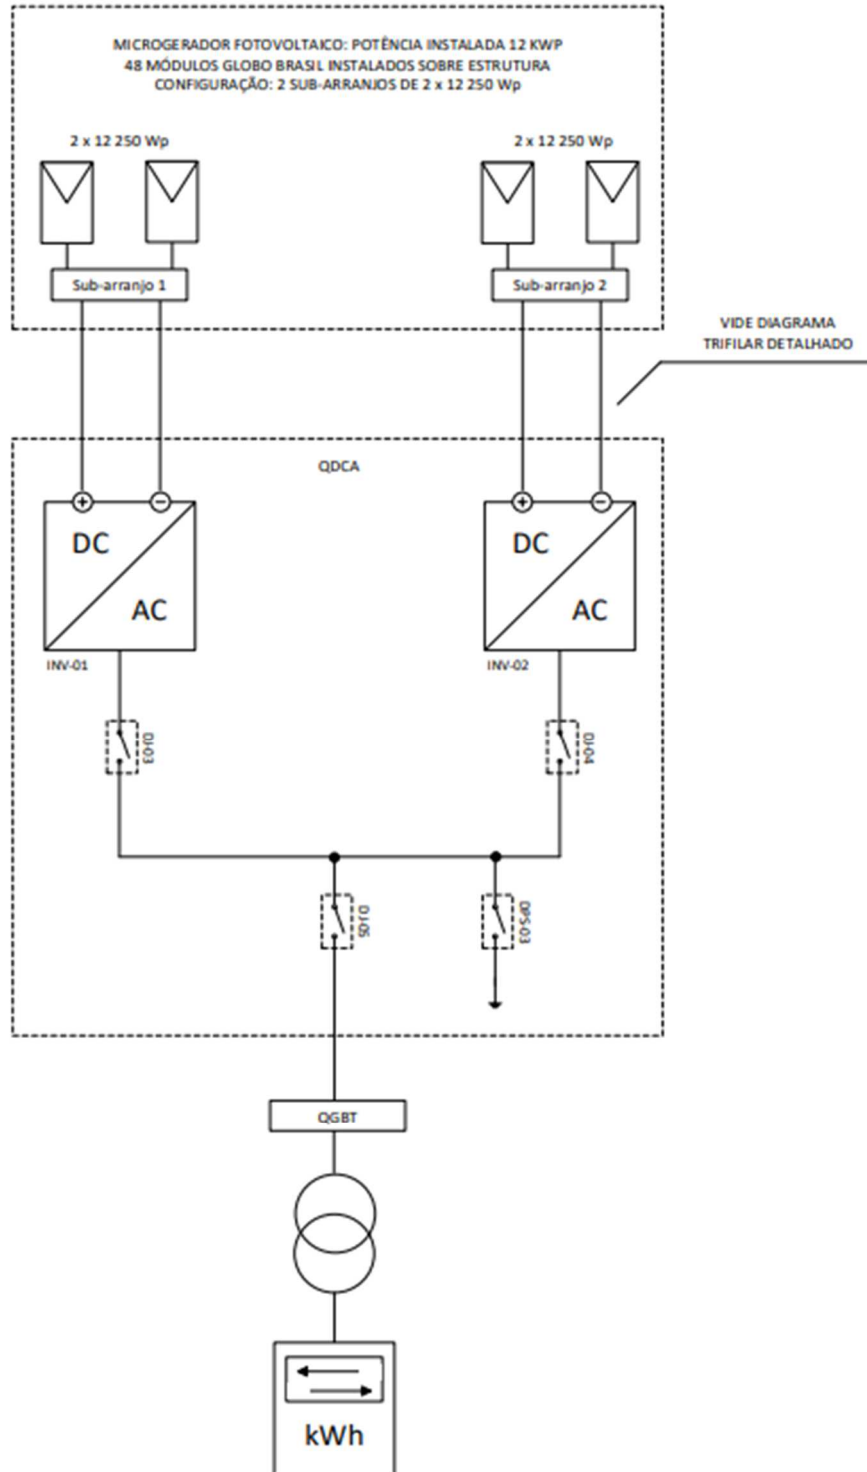 MICROGERADOR FOTOVOLTAICO: POTÊNCIA INSTALADA 12 KWP
48 MÓDULOS GLOBO BRASIL INSTALADOS SOBRE ESTRUTURA
CONFIGURAÇÃO: 2 SUB-ARRANJOS DE 2 x 12 250 Wp
2 x 12 250 Wp
2 x 12 250 Wp
Sub-arranjo 1
Sub-arranjo 2
VIDE DIAGRAMA
TRIFILAR DETALHADO
QDCA
+
−
+
−
DC
AC
DC
AC
INV-01
INV-02
DJ-03
DJ-04
DJ-05
DPS-03
QGBT
kWh